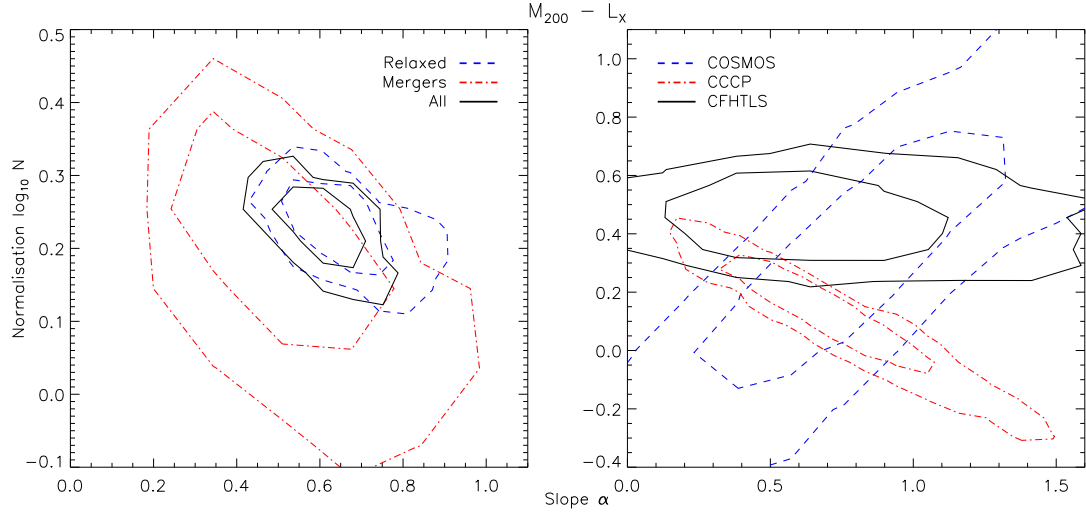 M200 − Lx
Normalisation log10 N
0.5
0.4
0.3
0.2
0.1
0.0
-0.1
0.0 0.2 0.4 0.6 0.8 1.0
Relaxed
Mergers
All
1.0
0.8
0.6
0.4
0.2
0.0
-0.2
-0.4
0.0 0.5 1.0 1.5
COSMOS
CCCP
CFHTLS
Slope α